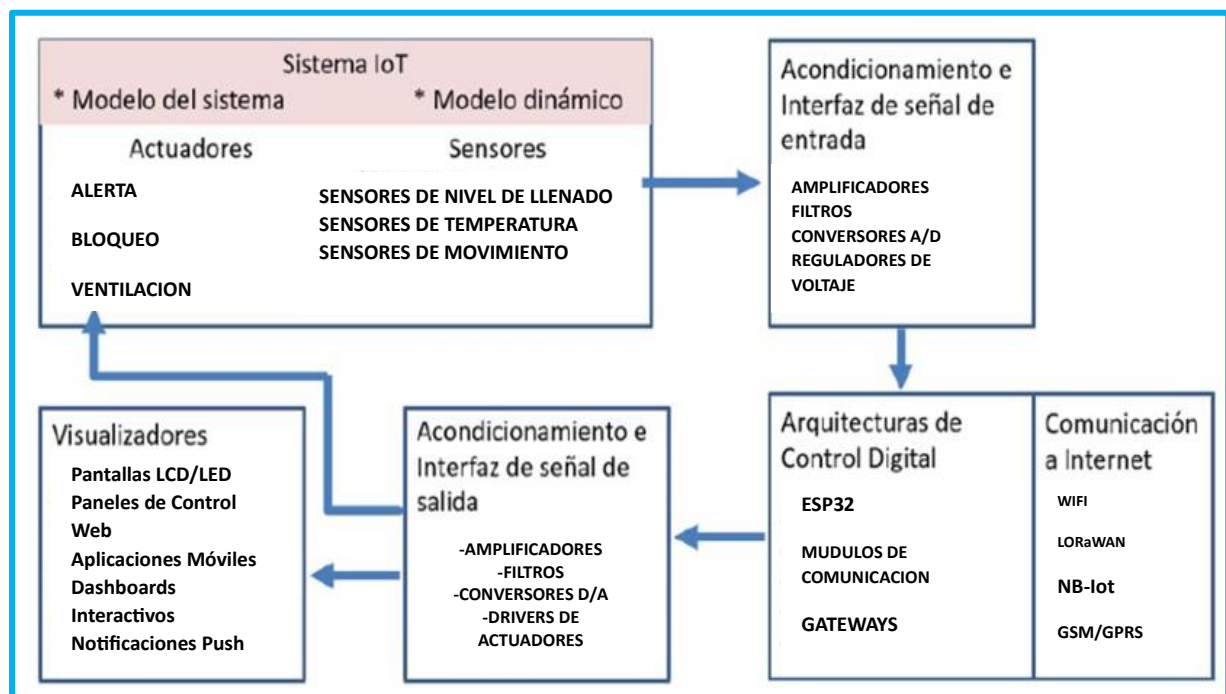 Sistema IoT
* Modelo del sistema
* Modelo dinámico
Actuadores
Sensores
ALERTA
BLOQUEO
VENTILACION
SENSORES DE NIVEL DE LLENADO
SENSORES DE TEMPERATURA
SENSORES DE MOVIMIENTO
Acondicionamiento e
Interfaz de señal de
entrada
AMPLIFICADORES
FILTROS
CONVERSORES A/D
REGULADORES DE
VOLTAJE
Visualizadores
Pantallas LCD/LED
Paneles de Control
Web
Aplicaciones Móviles
Dashboards
Interactivos
Notificaciones Push
Acondicionamiento e
Interfaz de señal de
salida
-AMPLIFICADORES
-FILTROS
-CONVERSORES D/A
-DRIVERS DE
ACTUADORES
Arquitecturas de
Control Digital
ESP32
MUDULOS DE
COMUNICACION
GATEWAYS
Comunicación
a Internet
WIFI
LORaWAN
NB-Iot
GSM/GPRS